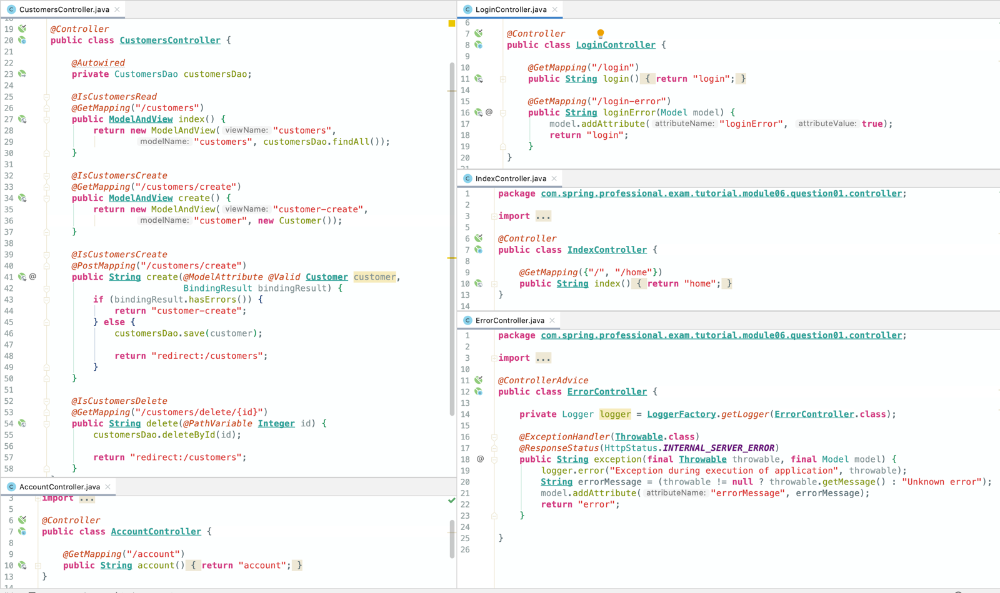 CustomersController.java
18
19 @Controller
20 public class CustomersController {
21
22 @Autowired
23 private CustomersDao customersDao;
24
25 @IsCustomersRead
26 @GetMapping("/customers")
27 public ModelAndView index() {
28 return new ModelAndView( viewName: "customers",
29 modelName: "customers", customersDao.findAll());
30 }
31
32 @IsCustomersCreate
33 @GetMapping("/customers/create")
34 public ModelAndView create() {
35 return new ModelAndView( viewName: "customer-create",
36 modelName: "customer", new Customer());
37 }
38
39 @IsCustomersCreate
40 @PostMapping("/customers/create")
41 @ public String create(@ModelAttribute @Valid Customer customer,
42 BindingResult bindingResult) {
43 if (bindingResult.hasErrors()) {
44 return "customer-create";
45 } else {
46 customersDao.save(customer);
47
48 return "redirect:/customers";
49 }
50 }
51
52 @IsCustomersDelete
53 @GetMapping("/customers/delete/{id}")
54 public String delete(@PathVariable Integer id) {
55 customersDao.deleteById(id);
56
57 return "redirect:/customers";
58 }
AccountController.java
3 import ...
5
6 @Controller
7 public class AccountController {
8
9 @GetMapping("/account")
10 public String account() { return "account"; }
13 }
14
LoginController.java
6
7 @Controller
8 public class LoginController {
9
10 @GetMapping("/login")
11 public String login() { return "login"; }
14
15 @GetMapping("/login-error")
16 @ public String loginError(Model model) {
17 model.addAttribute( attributeName: "loginError", attributeValue: true);
18 return "login";
19 }
20 }
21
IndexController.java
1 package com.spring.professional.exam.tutorial.module06.question01.controller;
2
3 import ...
5
6 @Controller
7 public class IndexController {
8
9 @GetMapping({"/", "/home"})
10 public String index() { return "home"; }
13 }
14
ErrorController.java
1 package com.spring.professional.exam.tutorial.module06.question01.controller;
2
3 import ...
10
11 @ControllerAdvice
12 public class ErrorController {
13
14 private Logger logger = LoggerFactory.getLogger(ErrorController.class);
15
16 @ExceptionHandler(Throwable.class)
17 @ResponseStatus(HttpStatus.INTERNAL_SERVER_ERROR)
18 @ public String exception(final Throwable throwable, final Model model) {
19 logger.error("Exception during execution of application", throwable);
20 String errorMessage = (throwable != null ? throwable.getMessage() : "Unknown error");
21 model.addAttribute( attributeName: "errorMessage", errorMessage);
22 return "error";
23 }
24
25 }
26